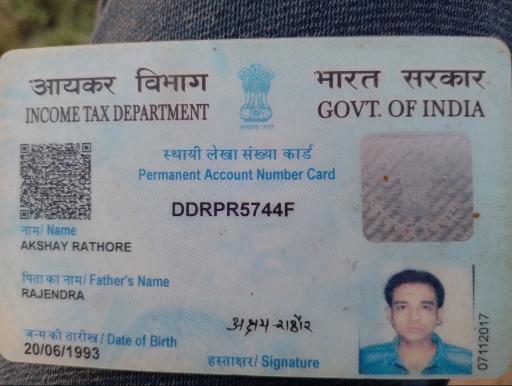 आयकर विभाग
INCOME TAX DEPARTMENT
भारत सरकार
GOVT. OF INDIA
सत्यमेव जयते
स्थायी लेखा संख्या कार्ड
Permanent Account Number Card
DDRPR5744F
नाम/ Name
AKSHAY RATHORE
पिता का नाम/ Father's Name
RAJENDRA
जन्म की तारीख/ Date of Birth
20/06/1993
अक्षय राठौर
हस्ताक्षर/ Signature
07112017